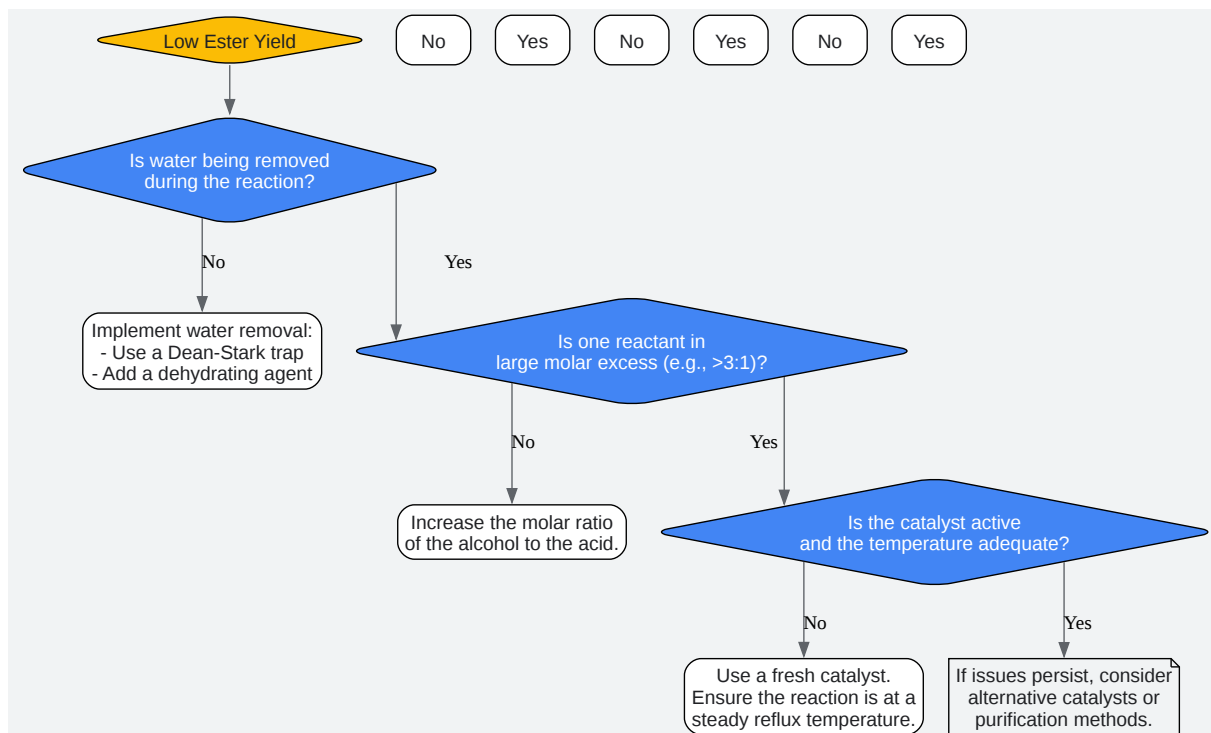 Low Ester Yield
No
Yes
No
Yes
No
Yes
Is water being removed
during the reaction?
No
Yes
Implement water removal:
- Use a Dean-Stark trap
- Add a dehydrating agent
Is one reactant in
large molar excess (e.g., >3:1)?
No
Yes
Increase the molar ratio
of the alcohol to the acid.
Is the catalyst active
and the temperature adequate?
No
Yes
Use a fresh catalyst.
Ensure the reaction is at a
steady reflux temperature.
If issues persist, consider
alternative catalysts or
purification methods.